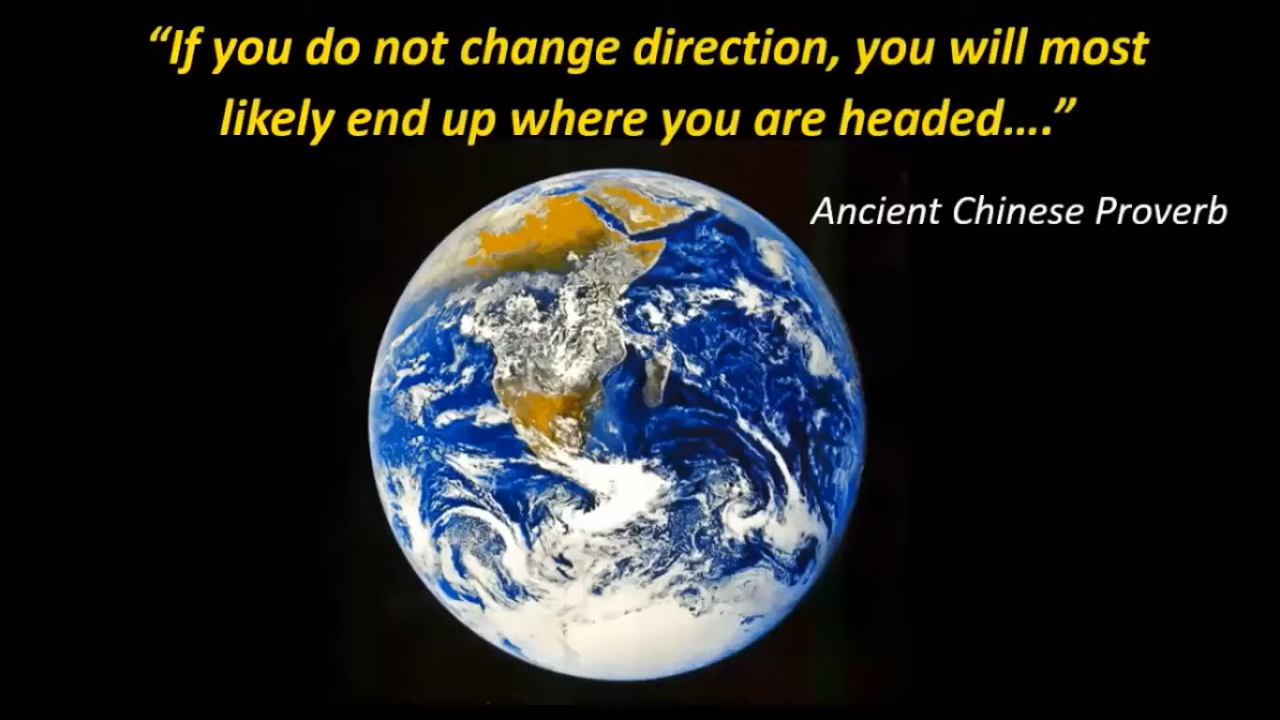 “If you do not change direction, you will most
likely end up where you are headed....”
Ancient Chinese Proverb